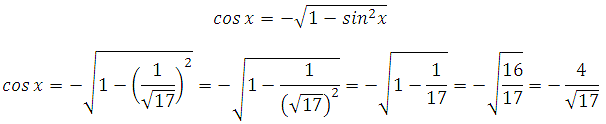 cos x = −√(1 − sin²x)
cos x = −√(1 − (1/√17)²) = −√(1 − 1/(√17)²) = −√(1 − 1/17) = −√(16/17) = −4/√17